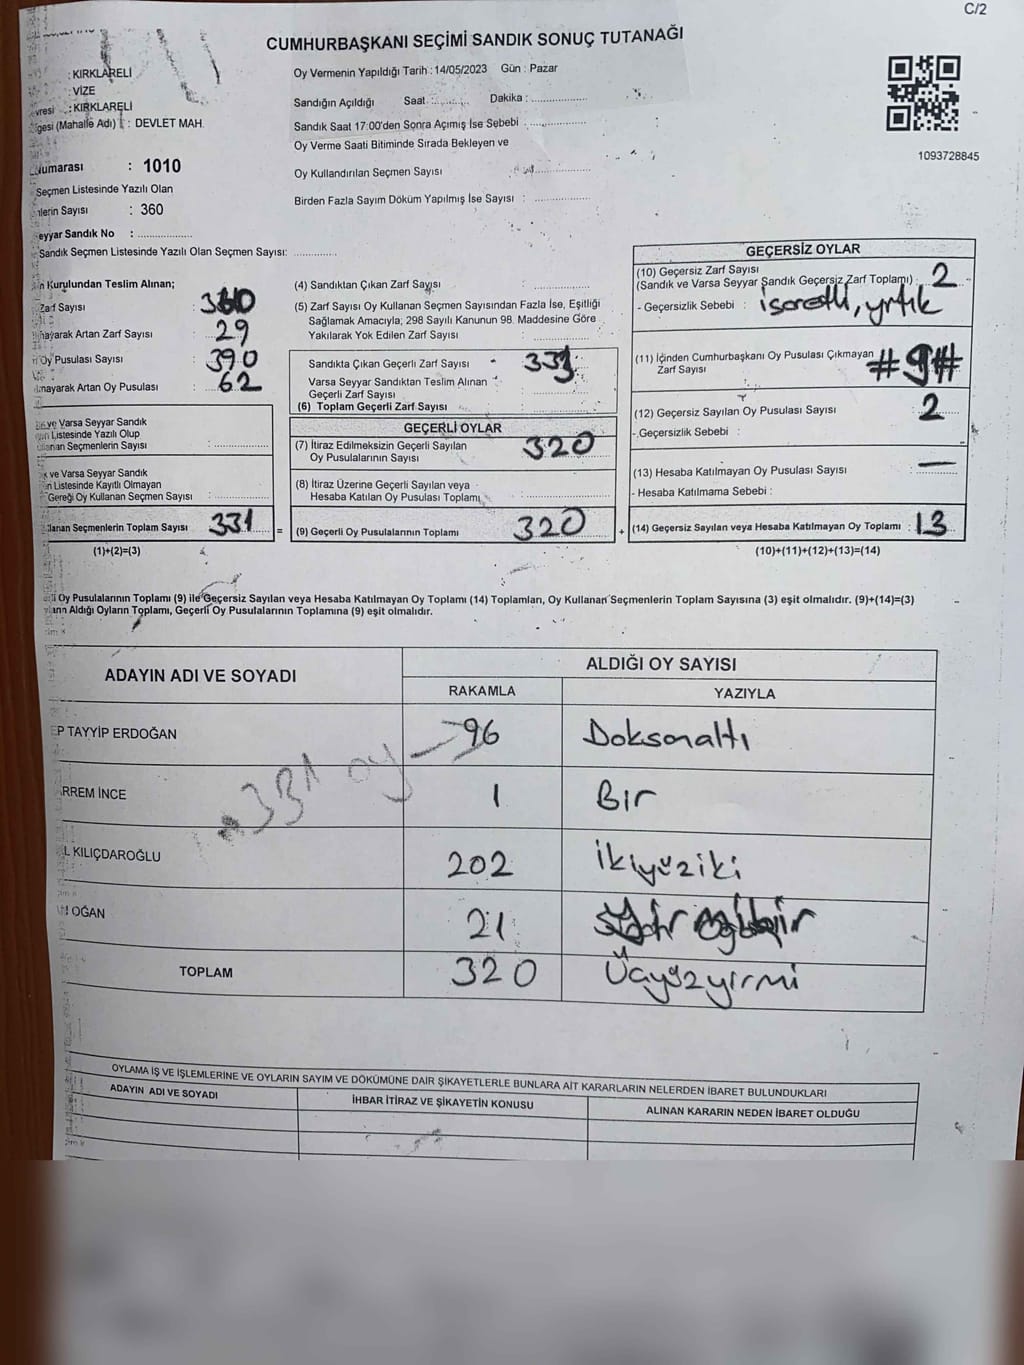 C/2
CUMHURBAŞKANI SEÇİMİ SANDIK SONUÇ TUTANAĞI
: KIRKLARELİ
: VİZE
vresi : KIRKLARELİ
gesi (Mahalle Adı) : DEVLET MAH.
Numarası : 1010
Seçmen Listesinde Yazılı Olan
nlerin Sayısı : 360
eyyar Sandık No : ..................
Sandık Seçmen Listesinde Yazılı Olan Seçmen Sayısı: ..............
Oy Vermenin Yapıldığı Tarih : 14/05/2023 Gün : Pazar
Sandığın Açıldığı Saat : ............ Dakika : ..................
Sandık Saat 17:00'den Sonra Açımış İse Sebebi ..................
Oy Verme Saati Bitiminde Sırada Bekleyen ve
Oy Kullandırılan Seçmen Sayısı
Birden Fazla Sayım Döküm Yapılmış İse Sayısı : ..................
1093728845
n Kurulundan Teslim Alınan;
Zarf Sayısı : 360
nayarak Artan Zarf Sayısı : 29
Oy Pusulası Sayısı : 390
nayarak Artan Oy Pusulası : 62
ve Varsa Seyyar Sandık
Listesinde Yazılı Olup
llanan Seçmenlerin Sayısı
ve Varsa Seyyar Sandık
n Listesinde Kayıtlı Olmayan
Gereği Oy Kullanan Seçmen Sayısı
lanan Seçmenlerin Toplam Sayısı 331 =
(1)+(2)=(3)
(4) Sandıktan Çıkan Zarf Sayısı
(5) Zarf Sayısı Oy Kullanan Seçmen Sayısından Fazla İse, Eşitliği
Sağlamak Amacıyla; 298 Sayılı Kanunun 98. Maddesine Göre
Yakılarak Yok Edilen Zarf Sayısı
Sandıkta Çıkan Geçerli Zarf Sayısı 331
Varsa Seyyar Sandıktan Teslim Alınan
Geçerli Zarf Sayısı
(6) Toplam Geçerli Zarf Sayısı
GEÇERLİ OYLAR
(7) İtiraz Edilmeksizin Geçerli Sayılan
Oy Pusulalarının Sayısı 320
(8) İtiraz Üzerine Geçerli Sayılan veya
Hesaba Katılan Oy Pusulası Toplamı
(9) Geçerli Oy Pusulalarının Toplamı 320 +
GEÇERSİZ OYLAR
(10) Geçersiz Zarf Sayısı
(Sandık ve Varsa Seyyar Sandık Geçersiz Zarf Toplamı) : 2
- Geçersizlik Sebebi : işaretli, yırtık
(11) İçinden Cumhurbaşkanı Oy Pusulası Çıkmayan
Zarf Sayısı #9#
(12) Geçersiz Sayılan Oy Pusulası Sayısı 2
- Geçersizlik Sebebi :
(13) Hesaba Katılmayan Oy Pusulası Sayısı : —
- Hesaba Katılmama Sebebi :
(14) Geçersiz Sayılan veya Hesaba Katılmayan Oy Toplamı : 13
(10)+(11)+(12)+(13)=(14)
Oy Pusulalarının Toplamı (9) ile Geçersiz Sayılan veya Hesaba Katılmayan Oy Toplamı (14) Toplamları, Oy Kullanan Seçmenlerin Toplam Sayısına (3) eşit olmalıdır. (9)+(14)=(3)
ların Aldığı Oyların Toplamı, Geçerli Oy Pusulalarının Toplamına (9) eşit olmalıdır.
ADAYIN ADI VE SOYADI
ALDIĞI OY SAYISI
RAKAMLA YAZIYLA
EP TAYYİP ERDOĞAN 96 Doksanaltı
331 oy
RREM İNCE 1 Bir
L KILIÇDAROĞLU 202 İkiyüziki
OĞAN 21
TOPLAM 320 Üçyüzyirmi
OYLAMA İŞ VE İŞLEMLERİNE VE OYLARIN SAYIM VE DÖKÜMÜNE DAİR ŞİKAYETLERLE BUNLARA AİT KARARLARIN NELERDEN İBARET BULUNDUKLARI
ADAYIN ADI VE SOYADI İHBAR İTİRAZ VE ŞİKAYETİN KONUSU ALINAN KARARIN NEDEN İBARET OLDUĞU